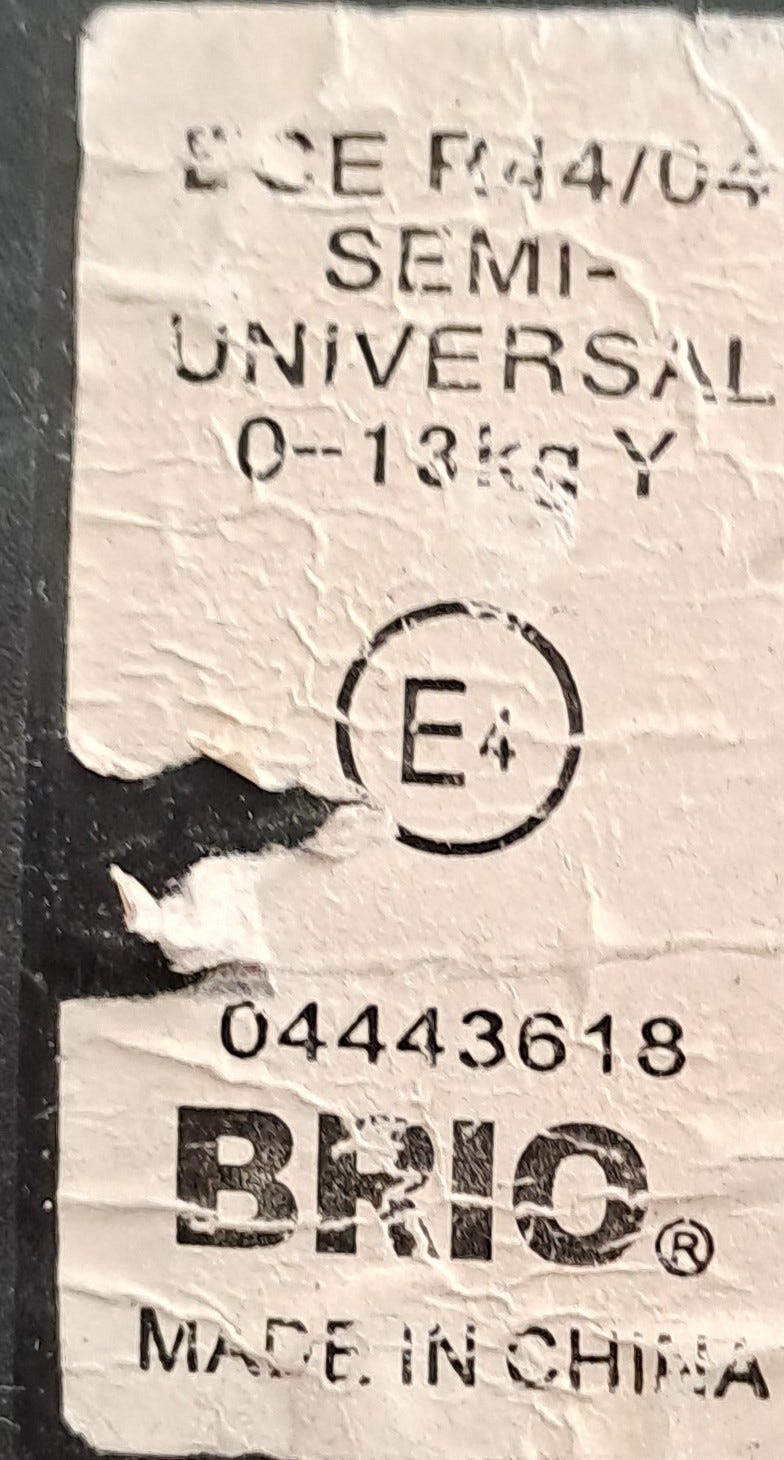 ECE R44/04
SEMI-
UNIVERSAL
0--13kg Y
E4
04443618
BRIO®
MADE IN CHINA